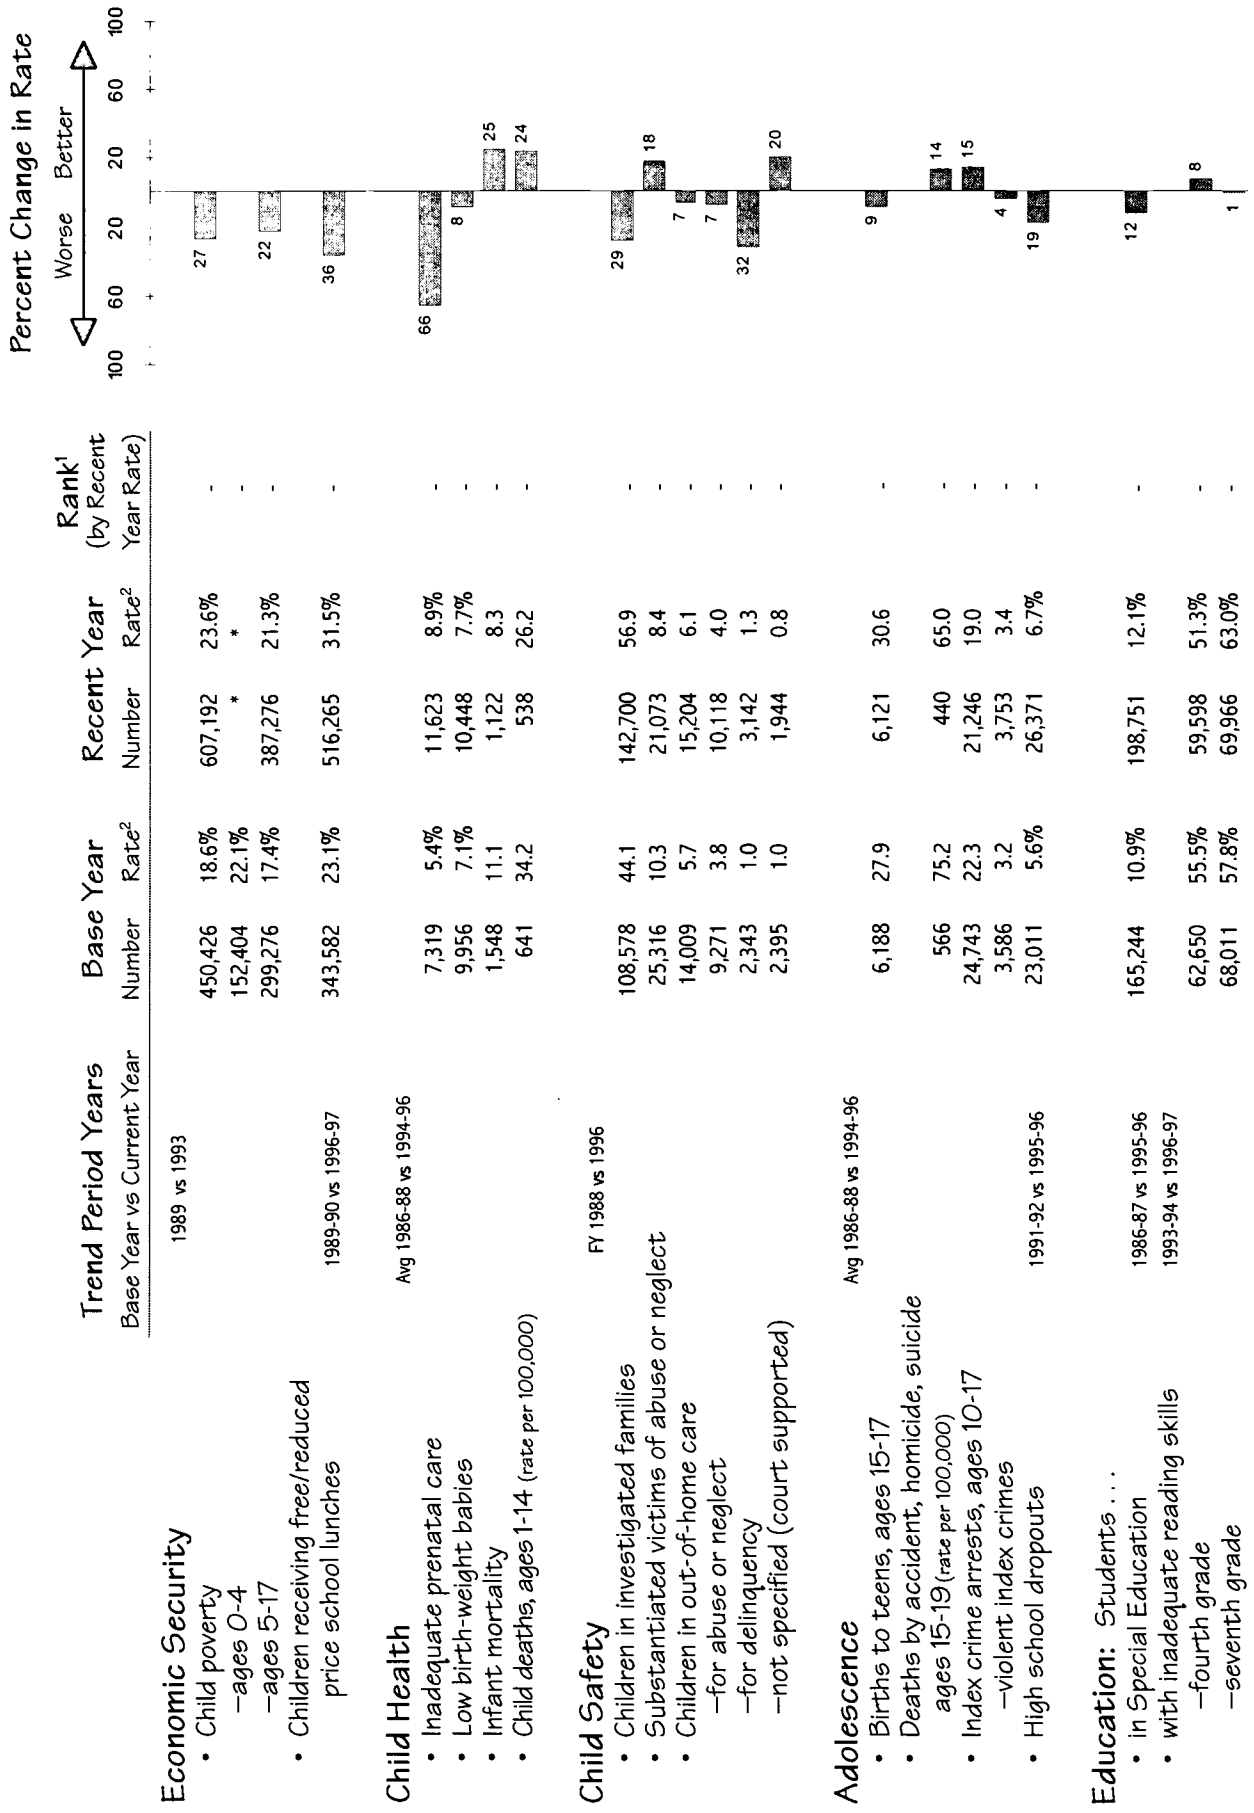 Trend Period Years Base Year Recent Year Rank¹ Percent Change in Rate
Base Year vs Current Year Number Rate² Number Rate² (by Recent Year Rate) Worse Better
100 60 20 20 60 100
Economic Security
• Child poverty 1989 vs 1993 450,426 18.6% 607,192 23.6% - 27
–ages 0-4 152,404 22.1% * * -
–ages 5-17 299,276 17.4% 387,276 21.3% - 22
• Children receiving free/reduced
price school lunches 1989-90 vs 1996-97 343,582 23.1% 516,265 31.5% - 36
Child Health
Avg 1986-88 vs 1994-96
• Inadequate prenatal care 7,319 5.4% 11,623 8.9% - 66
• Low birth-weight babies 9,956 7.1% 10,448 7.7% - 8
• Infant mortality 1,548 11.1 1,122 8.3 - 25
• Child deaths, ages 1-14 (rate per 100,000) 641 34.2 538 26.2 - 24
Child Safety
FY 1988 vs 1996
• Children in investigated families 108,578 44.1 142,700 56.9 - 29
• Substantiated victims of abuse or neglect 25,316 10.3 21,073 8.4 - 18
• Children in out-of-home care 14,009 5.7 15,204 6.1 - 7
–for abuse or neglect 9,271 3.8 10,118 4.0 - 7
–for delinquency 2,343 1.0 3,142 1.3 - 32
–not specified (court supported) 2,395 1.0 1,944 0.8 - 20
Adolescence
Avg 1986-88 vs 1994-96
• Births to teens, ages 15-17 6,188 27.9 6,121 30.6 9
• Deaths by accident, homicide, suicide
ages 15-19 (rate per 100,000) 566 75.2 440 65.0 - 14
• Index crime arrests, ages 10-17 24,743 22.3 21,246 19.0 - 15
–violent index crimes 3,586 3.2 3,753 3.4 - 4
• High school dropouts 1991-92 vs 1995-96 23,011 5.6% 26,371 6.7% - 19
Education: Students ...
• in Special Education 1986-87 vs 1995-96 165,244 10.9% 198,751 12.1% - 12
• with inadequate reading skills 1993-94 vs 1996-97
–fourth grade 62,650 55.5% 59,598 51.3% - 8
–seventh grade 68,011 57.8% 69,966 63.0% - 1